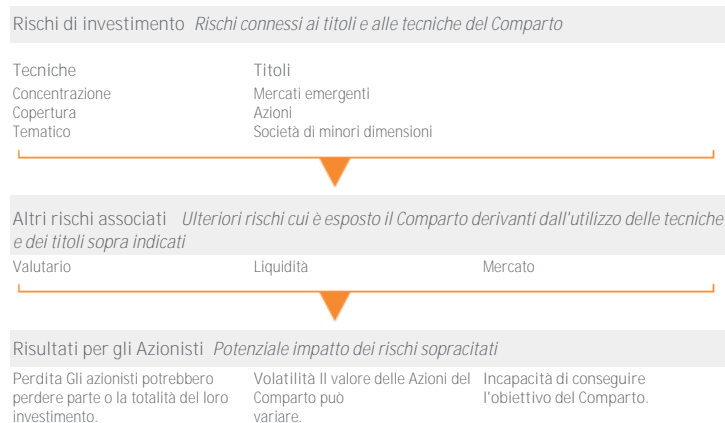 Rischi di investimento Rischi connessi ai titoli e alle tecniche del Comparto
Tecniche Titoli
Concentrazione Mercati emergenti
Copertura Azioni
Tematico Società di minori dimensioni
Altri rischi associati Ulteriori rischi cui è esposto il Comparto derivanti dall'utilizzo delle tecniche
e dei titoli sopra indicati
Valutario Liquidità Mercato
Risultati per gli Azionisti Potenziale impatto dei rischi sopracitati
Perdita Gli azionisti potrebbero
perdere parte o la totalità del loro
investimento.
Volatilità Il valore delle Azioni del
Comparto può
variare.
Incapacità di conseguire
l'obiettivo del Comparto.